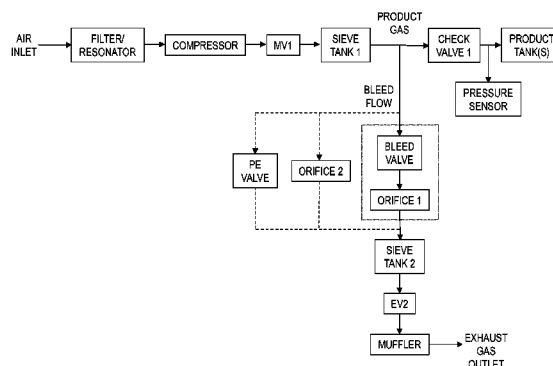 AIR
INLET
FILTER/
RESONATOR
COMPRESSOR
MV1
SIEVE
TANK 1
PRODUCT
GAS
CHECK
VALVE 1
PRODUCT
TANK(S)
PRESSURE
SENSOR
BLEED
FLOW
PE
VALVE
ORIFICE 2
BLEED
VALVE
ORIFICE 1
SIEVE
TANK 2
EV2
MUFFLER
EXHAUST
GAS
OUTLET